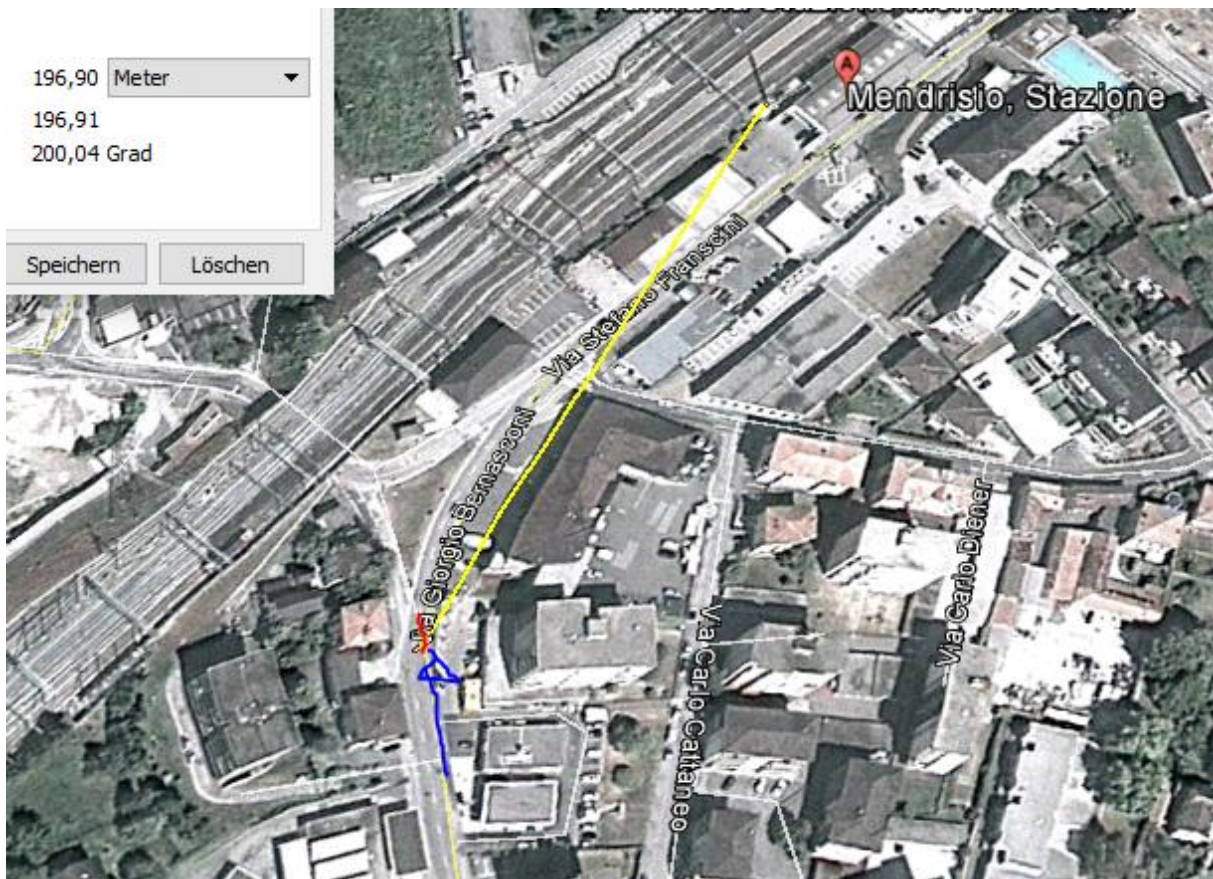 196,90 Meter
196,91
200,04 Grad
Speichern Löschen
A
Mendrisio, Stazione
Via Stefano Franscini
Via Giorgio Bernasconi
Via Carlo Diener
Via Carlo Cattaneo